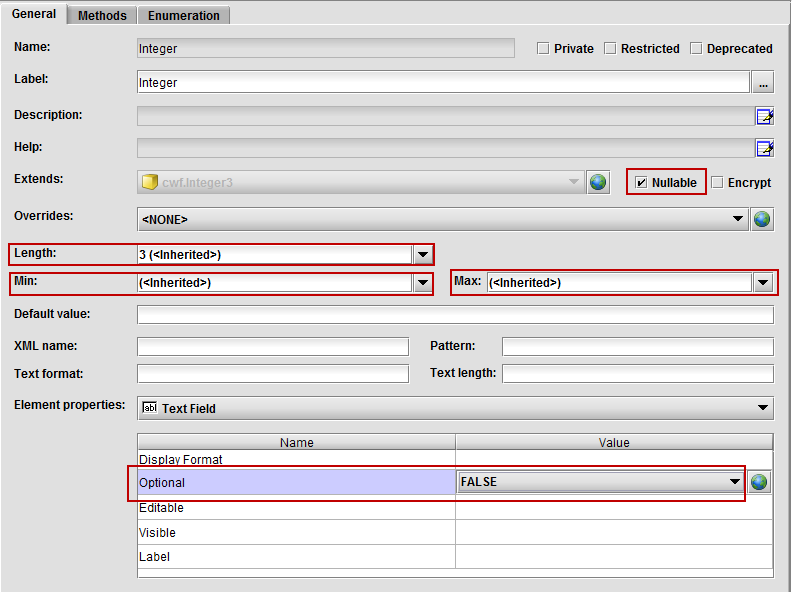 General Methods Enumeration
Name: Integer Private Restricted Deprecated
Label: Integer ...
Description:
Help:
Extends: cwf.Integer3 Nullable Encrypt
Overrides: <NONE>
Length: 3 (<Inherited>)
Min: (<Inherited>) Max: (<Inherited>)
Default value:
XML name: Pattern:
Text format: Text length:
Element properties: abl Text Field
Name Value
Display Format
Optional FALSE
Editable
Visible
Label